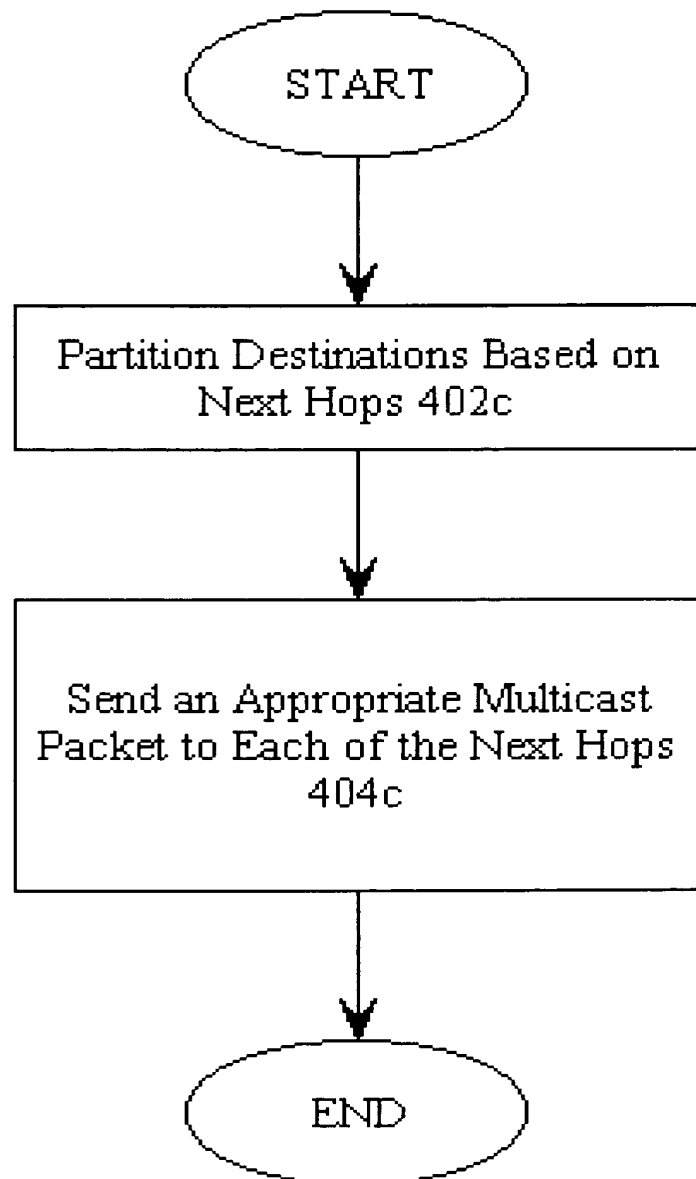 START
Partition Destinations Based on
Next Hops 402c
Send an Appropriate Multicast
Packet to Each of the Next Hops
404c
END